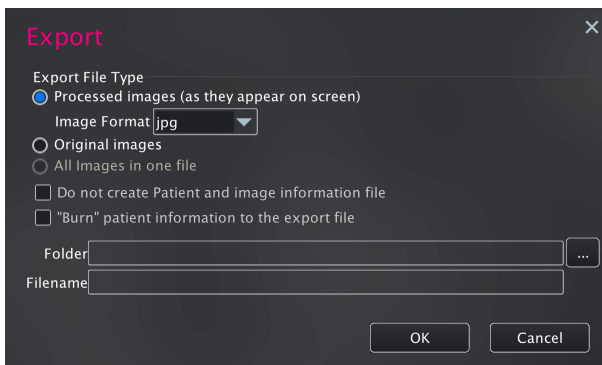 Export
Export File Type
Processed images (as they appear on screen)
Image Format jpg
Original images
All Images in one file
Do not create Patient and image information file
"Burn" patient information to the export file
Folder ...
Filename
OK Cancel